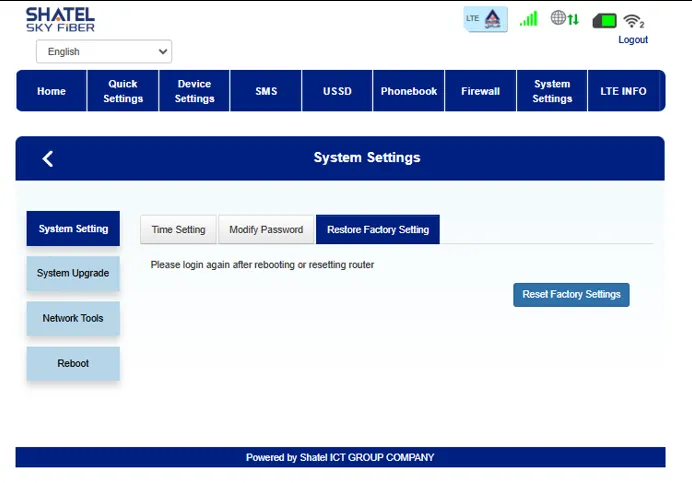 SHATEL
SKY FiBER
LTE
2
Logout
English
Home
Quick Settings
Device Settings
SMS
USSD
Phonebook
Firewall
System Settings
LTE INFO
System Settings
System Setting
Time Setting
Modify Password
Restore Factory Setting
Please login again after rebooting or resetting router
System Upgrade
Reset Factory Settings
Network Tools
Reboot
Powered by Shatel ICT GROUP COMPANY